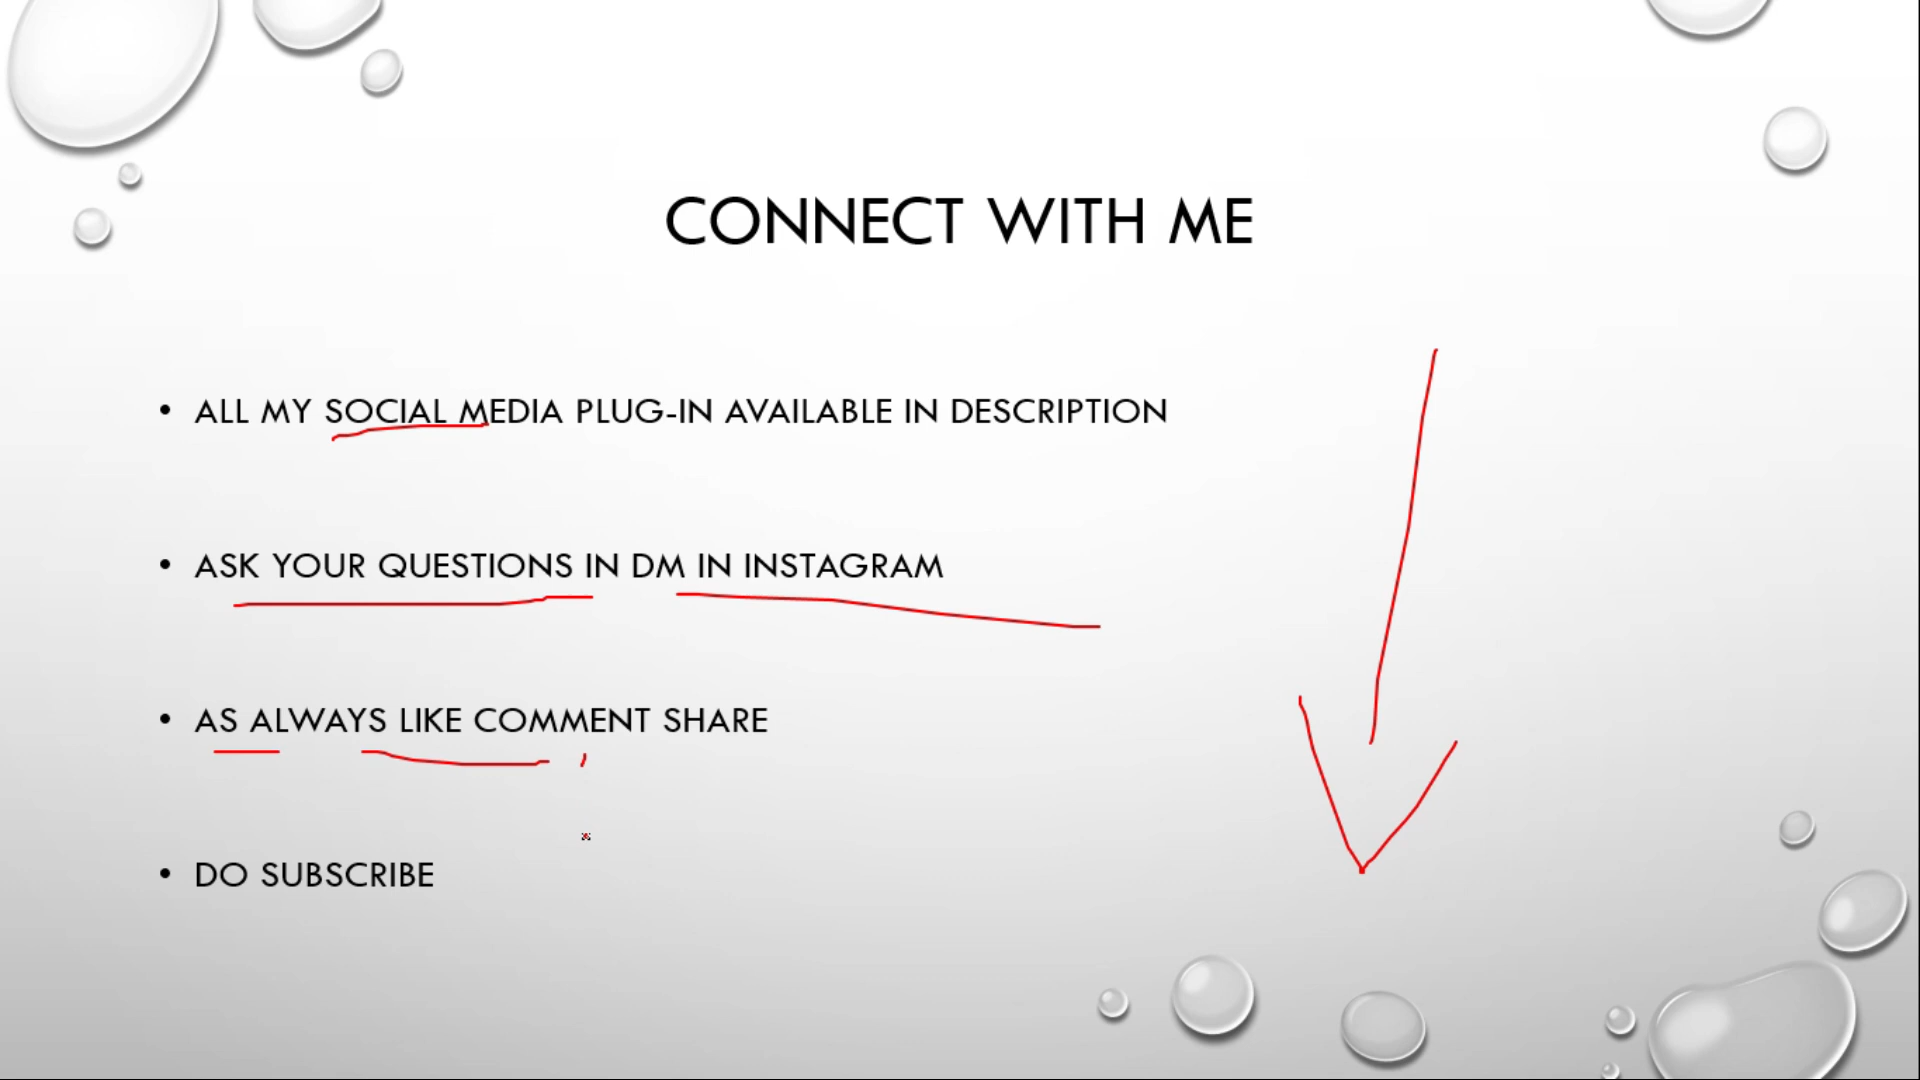 CONNECT WITH ME
• ALL MY SOCIAL MEDIA PLUG-IN AVAILABLE IN DESCRIPTION
• ASK YOUR QUESTIONS IN DM IN INSTAGRAM
• AS ALWAYS LIKE COMMENT SHARE
• DO SUBSCRIBE